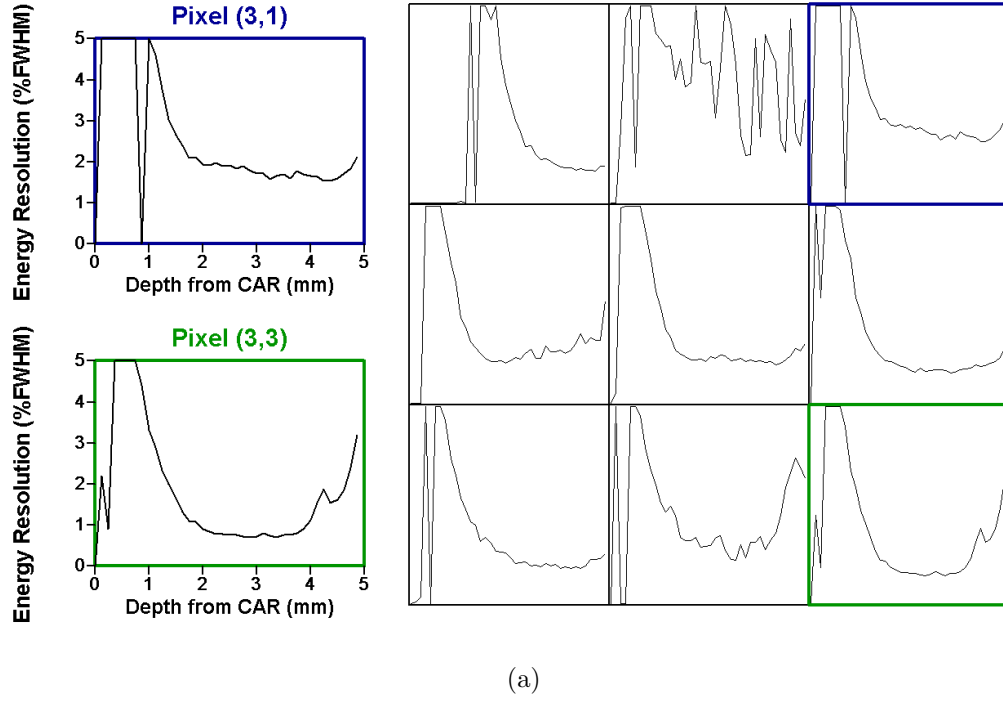 Pixel (3,1)
Energy Resolution (%FWHM)
5
4
3
2
1
0
0 1 2 3 4 5
Depth from CAR (mm)
Pixel (3,3)
Energy Resolution (%FWHM)
5
4
3
2
1
0
0 1 2 3 4 5
Depth from CAR (mm)
(a)